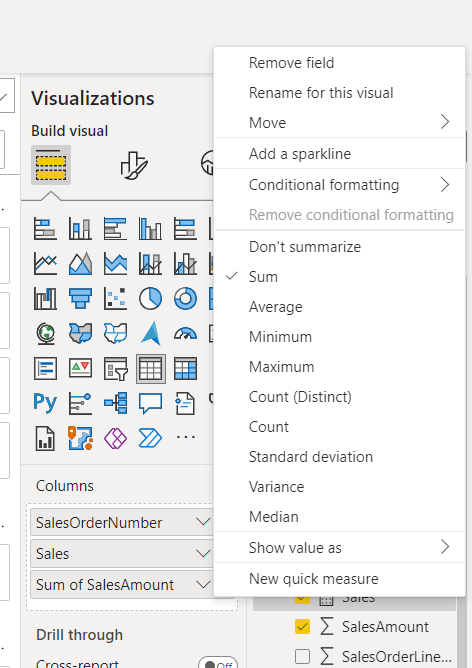 Visualizations
Build visual
Remove field
Rename for this visual
Move
Add a sparkline
Conditional formatting
Remove conditional formatting
Don't summarize
Sum
Average
Minimum
Maximum
Count (Distinct)
Count
Standard deviation
Variance
Median
Show value as
New quick measure
Py
Columns
SalesOrderNumber
Sales
Sum of SalesAmount
Drill through
Cross-report
Off
Sales
SalesAmount
SalesOrderLine...